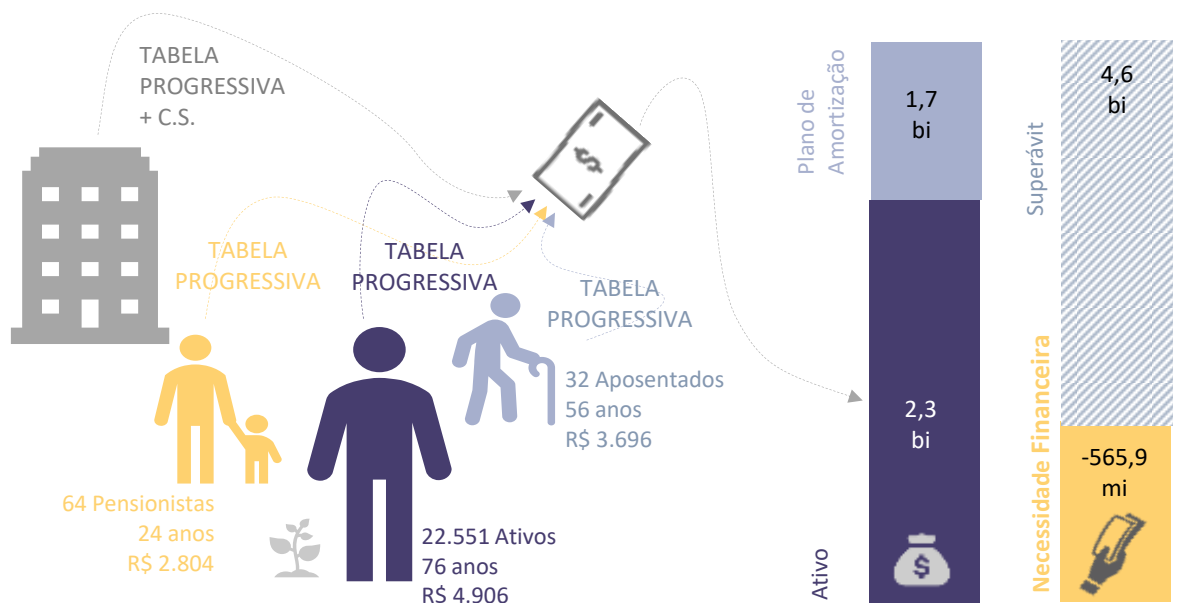 TABELA
PROGRESSIVA
+ C.S.
TABELA
PROGRESSIVA
TABELA
PROGRESSIVA
TABELA
PROGRESSIVA
$
64 Pensionistas
24 anos
R$ 2.804
22.551 Ativos
76 anos
R$ 4.906
32 Aposentados
56 anos
R$ 3.696
Plano de
Amortização
1,7
bi
Ativo
2,3
bi
$
Superávit
4,6
bi
Necessidade Financeira
-565,9
mi